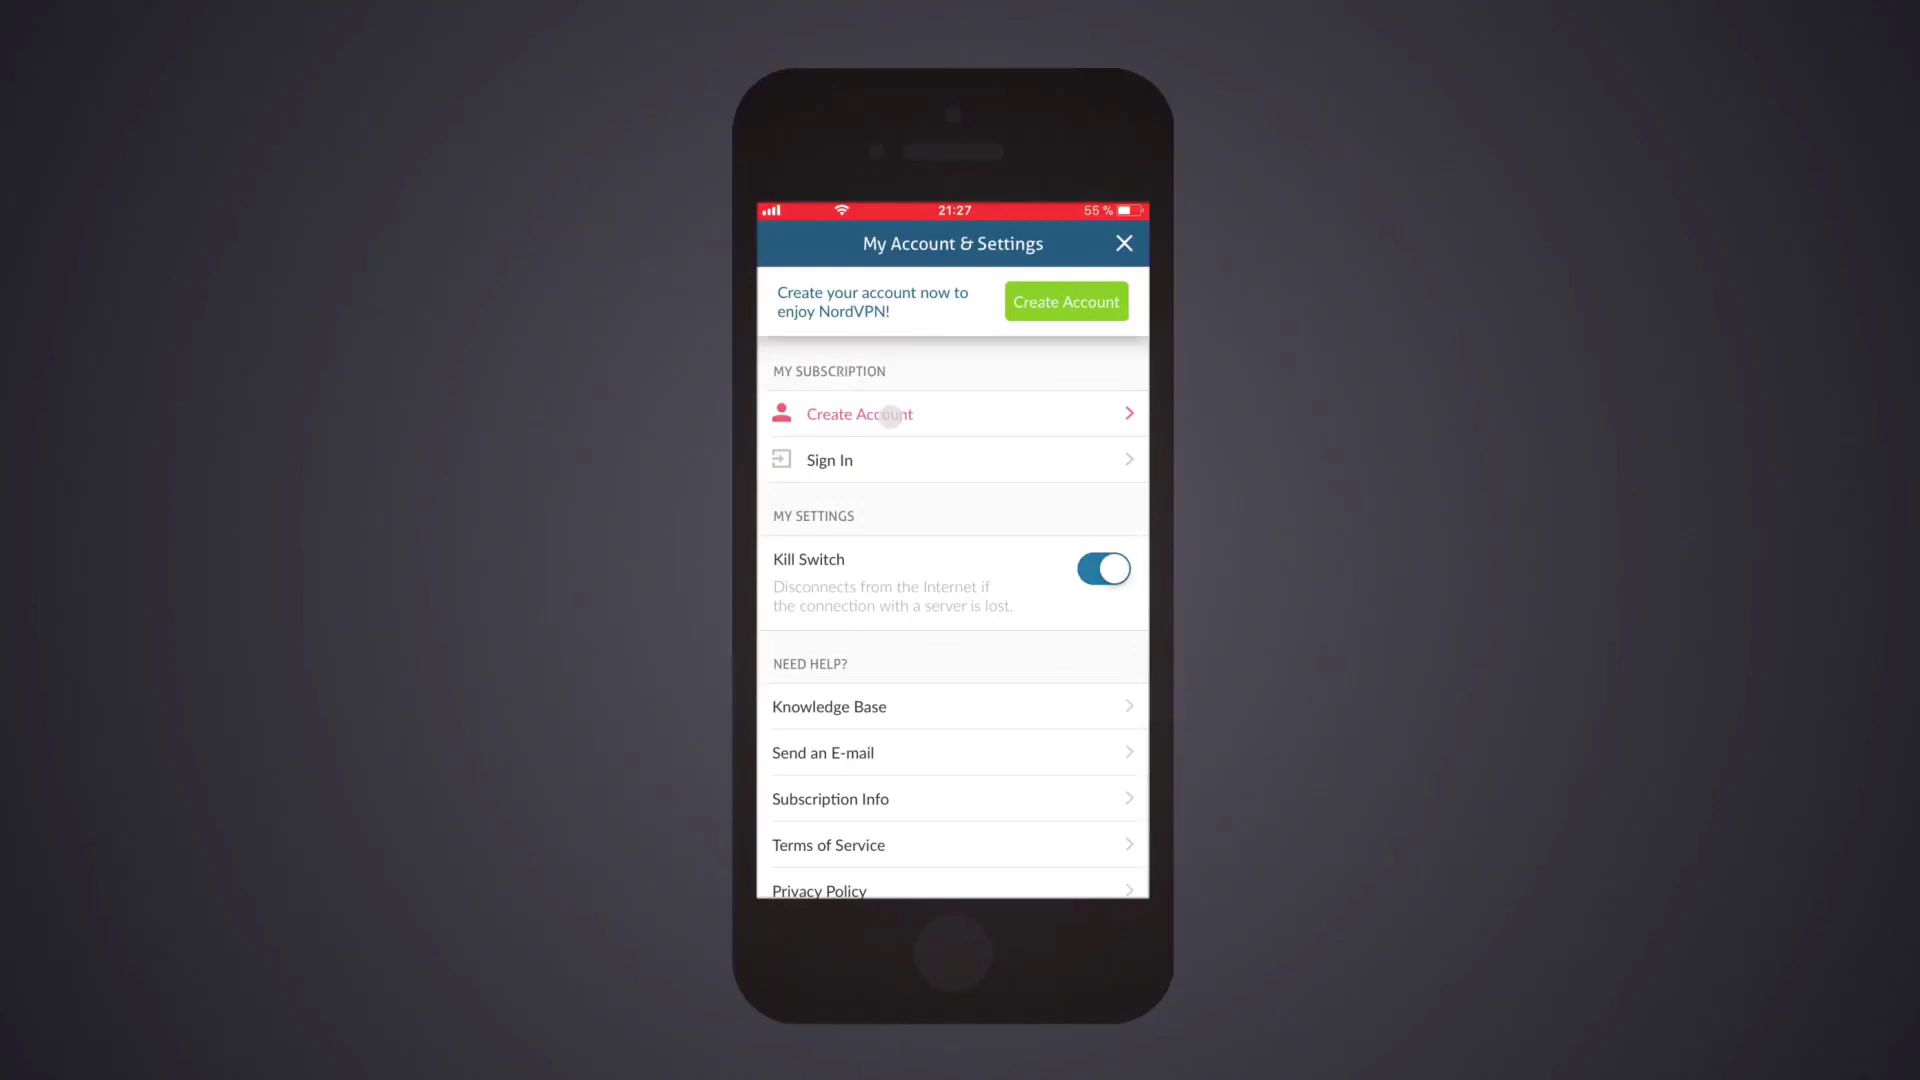 21:27
55 %
My Account & Settings
Create your account now to
enjoy NordVPN!
Create Account
MY SUBSCRIPTION
Create Account
Sign In
MY SETTINGS
Kill Switch
Disconnects from the Internet if
the connection with a server is lost.
NEED HELP?
Knowledge Base
Send an E-mail
Subscription Info
Terms of Service
Privacy Policy